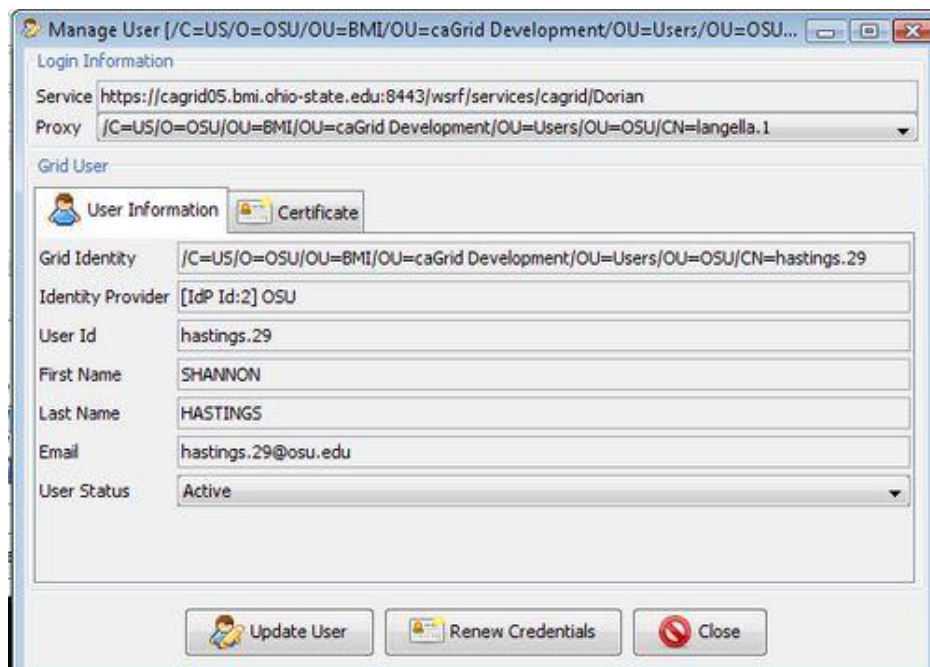 Manage User [/C=US/O=OSU/OU=BMI/OU=caGrid Development/OU=Users/OU=OSU...
Login Information
Service https://cagrid05.bmi.ohio-state.edu:8443/wsrf/services/cagrid/Dorian
Proxy /C=US/O=OSU/OU=BMI/OU=caGrid Development/OU=Users/OU=OSU/CN=langella.1
Grid User
User Information Certificate
Grid Identity /C=US/O=OSU/OU=BMI/OU=caGrid Development/OU=Users/OU=OSU/CN=hastings.29
Identity Provider [IdP Id:2] OSU
User Id hastings.29
First Name SHANNON
Last Name HASTINGS
Email hastings.29@osu.edu
User Status Active
Update User Renew Credentials Close